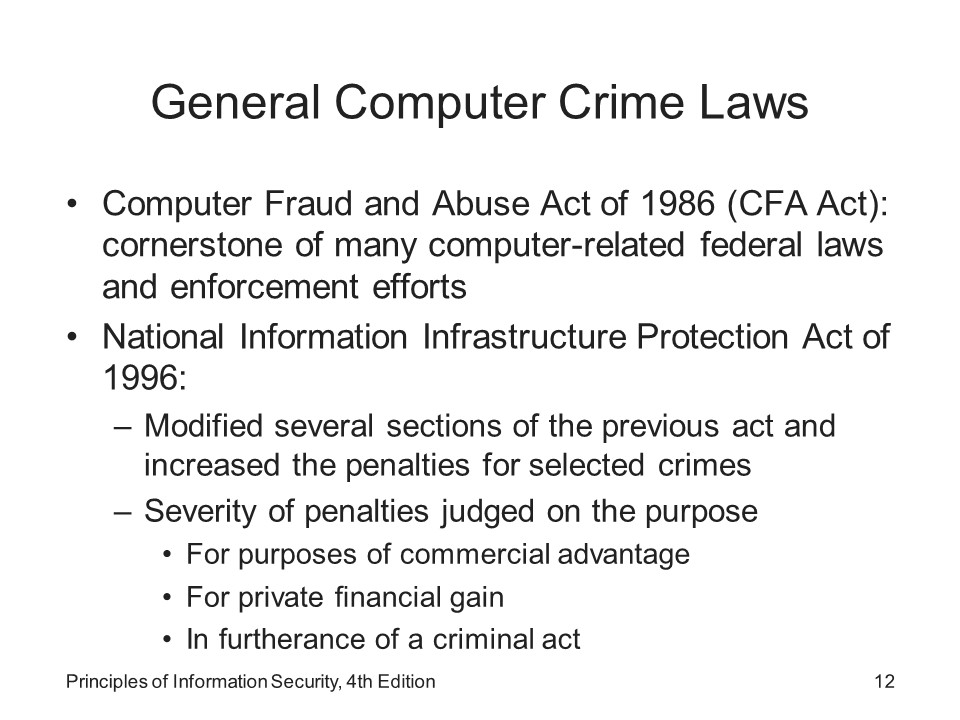 General Computer Crime Laws
• Computer Fraud and Abuse Act of 1986 (CFA Act):
cornerstone of many computer-related federal laws
and enforcement efforts
• National Information Infrastructure Protection Act of
1996:
– Modified several sections of the previous act and
increased the penalties for selected crimes
– Severity of penalties judged on the purpose
• For purposes of commercial advantage
• For private financial gain
• In furtherance of a criminal act
Principles of Information Security, 4th Edition 12